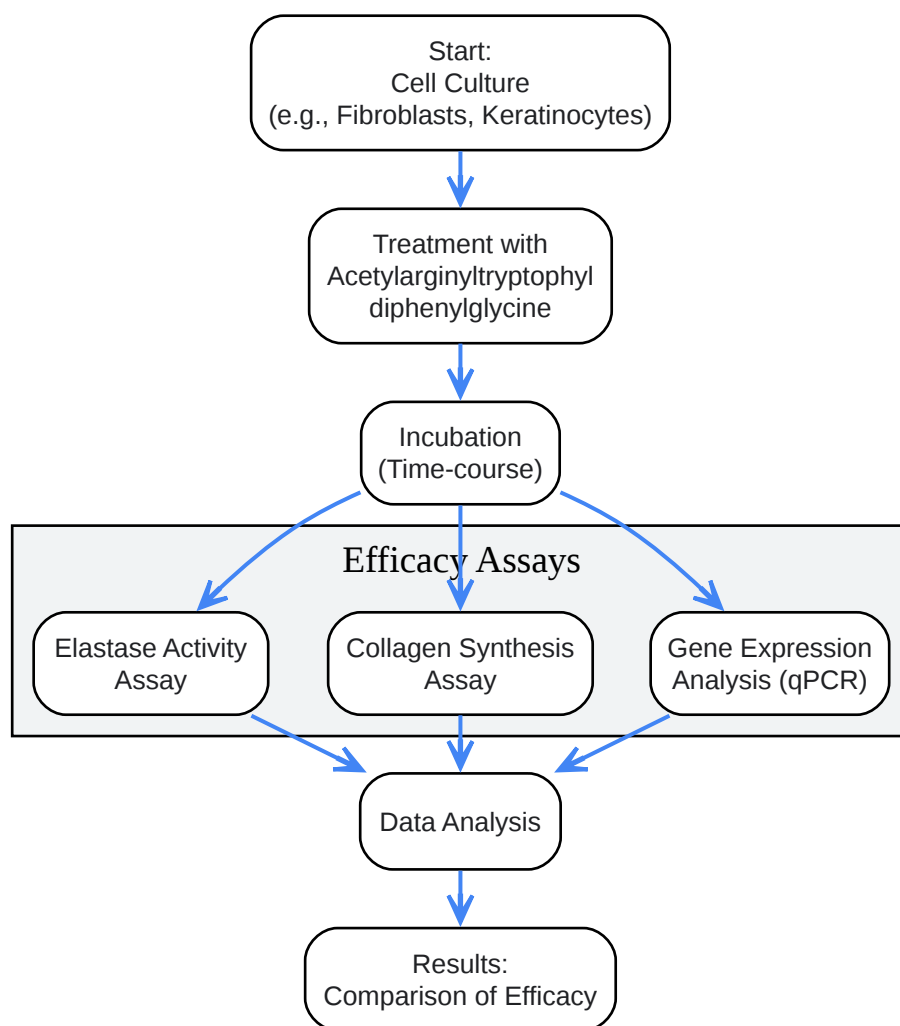 Start:
Cell Culture
(e.g., Fibroblasts, Keratinocytes)
Treatment with
Acetylarginyltryptophyl
diphenylglycine
Incubation
(Time-course)
Efficacy Assays
Elastase Activity
Assay
Collagen Synthesis
Assay
Gene Expression
Analysis (qPCR)
Data Analysis
Results:
Comparison of Efficacy